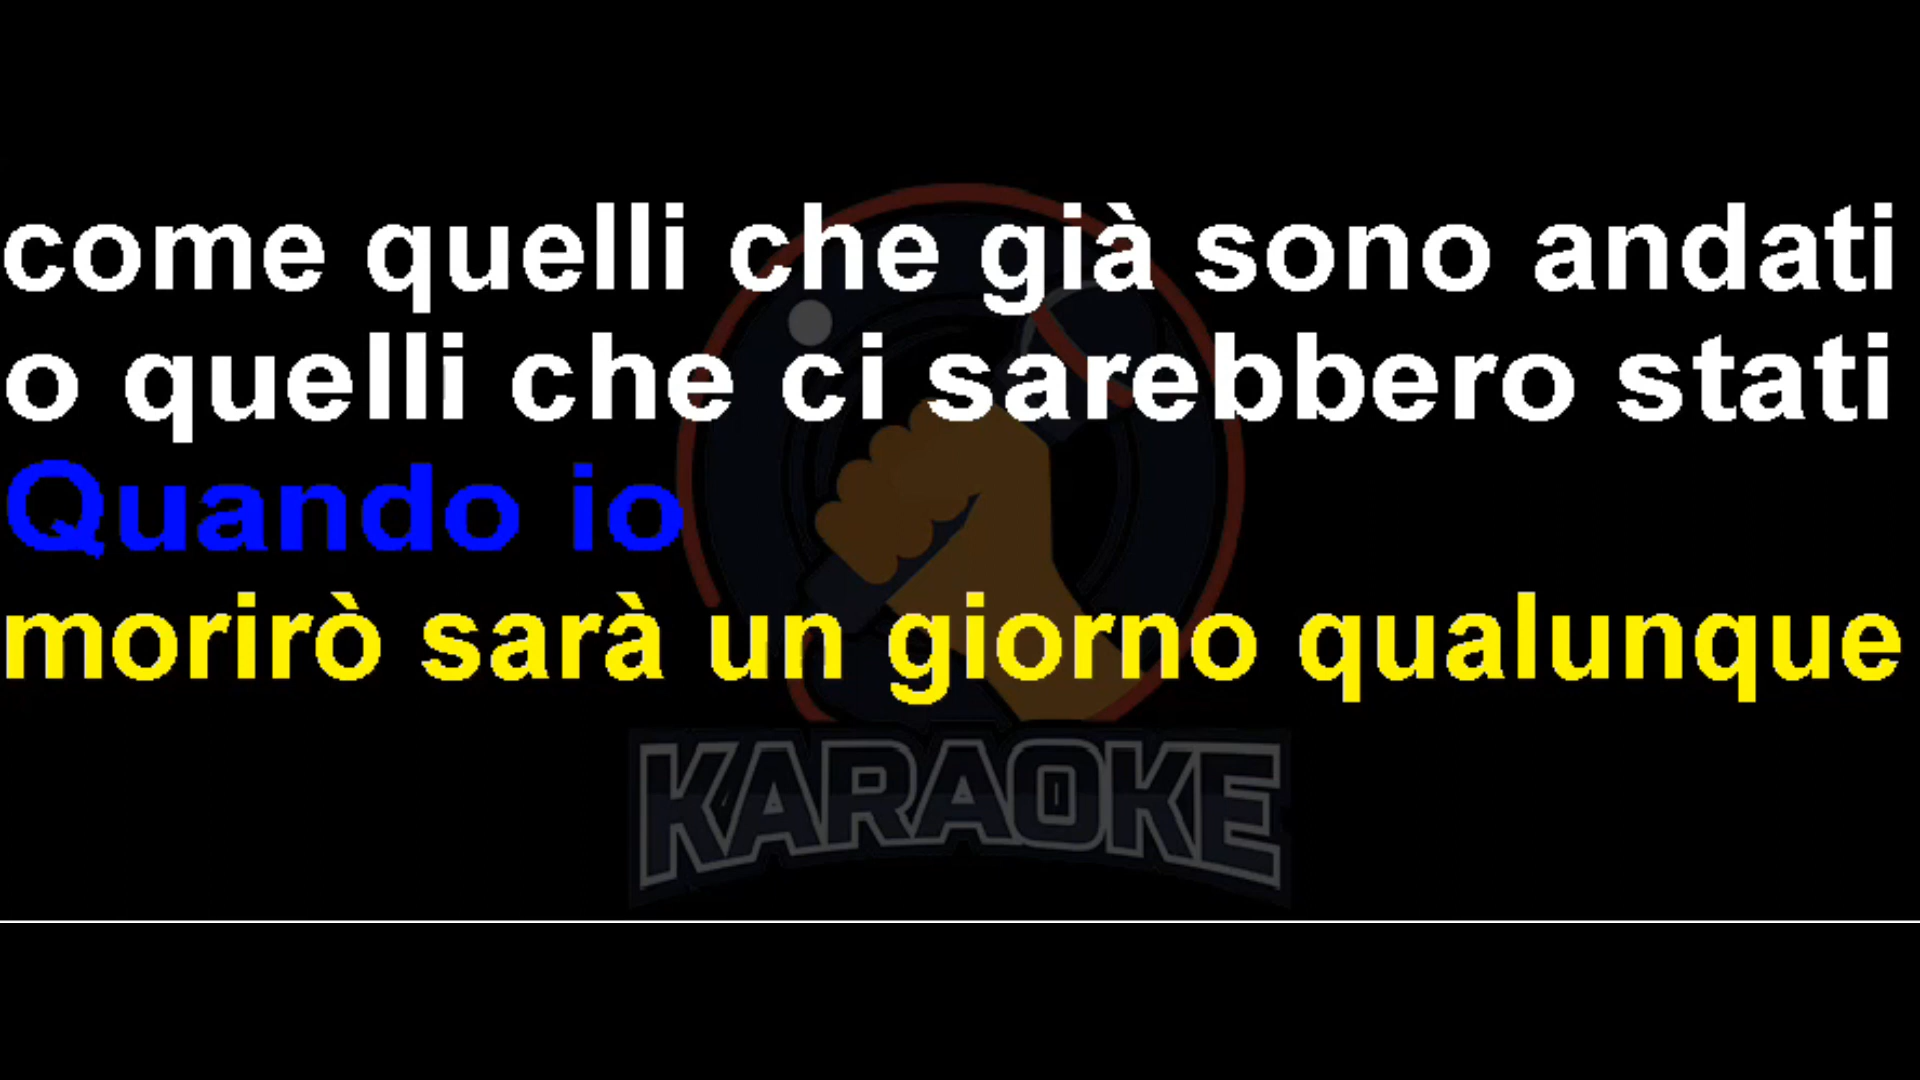 come quelli che già sono andati
o quelli che ci sarebbero stati
Quando io
morirò sarà un giorno qualunque
KARAOKE